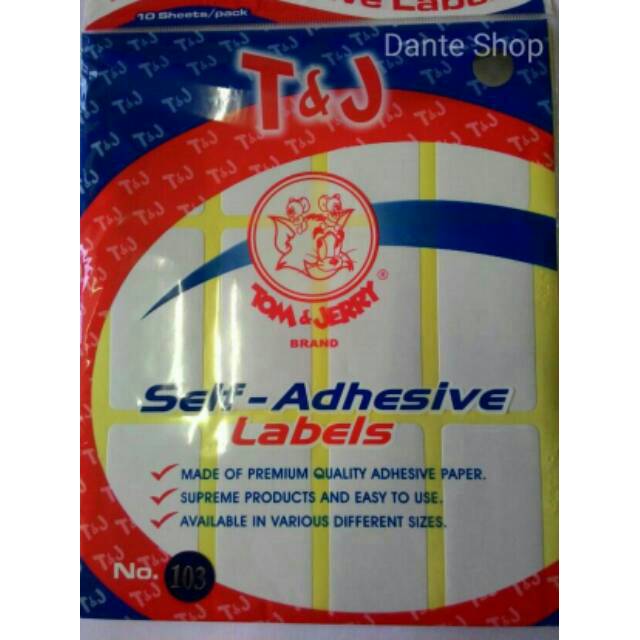 10 Sheets/pack
Dante Shop
T&J
TOM & JERRY ®
BRAND
Self-Adhesive
Labels
MADE OF PREMIUM QUALITY ADHESIVE PAPER.
SUPREME PRODUCTS AND EASY TO USE.
AVAILABLE IN VARIOUS DIFFERENT SIZES.
No. 103